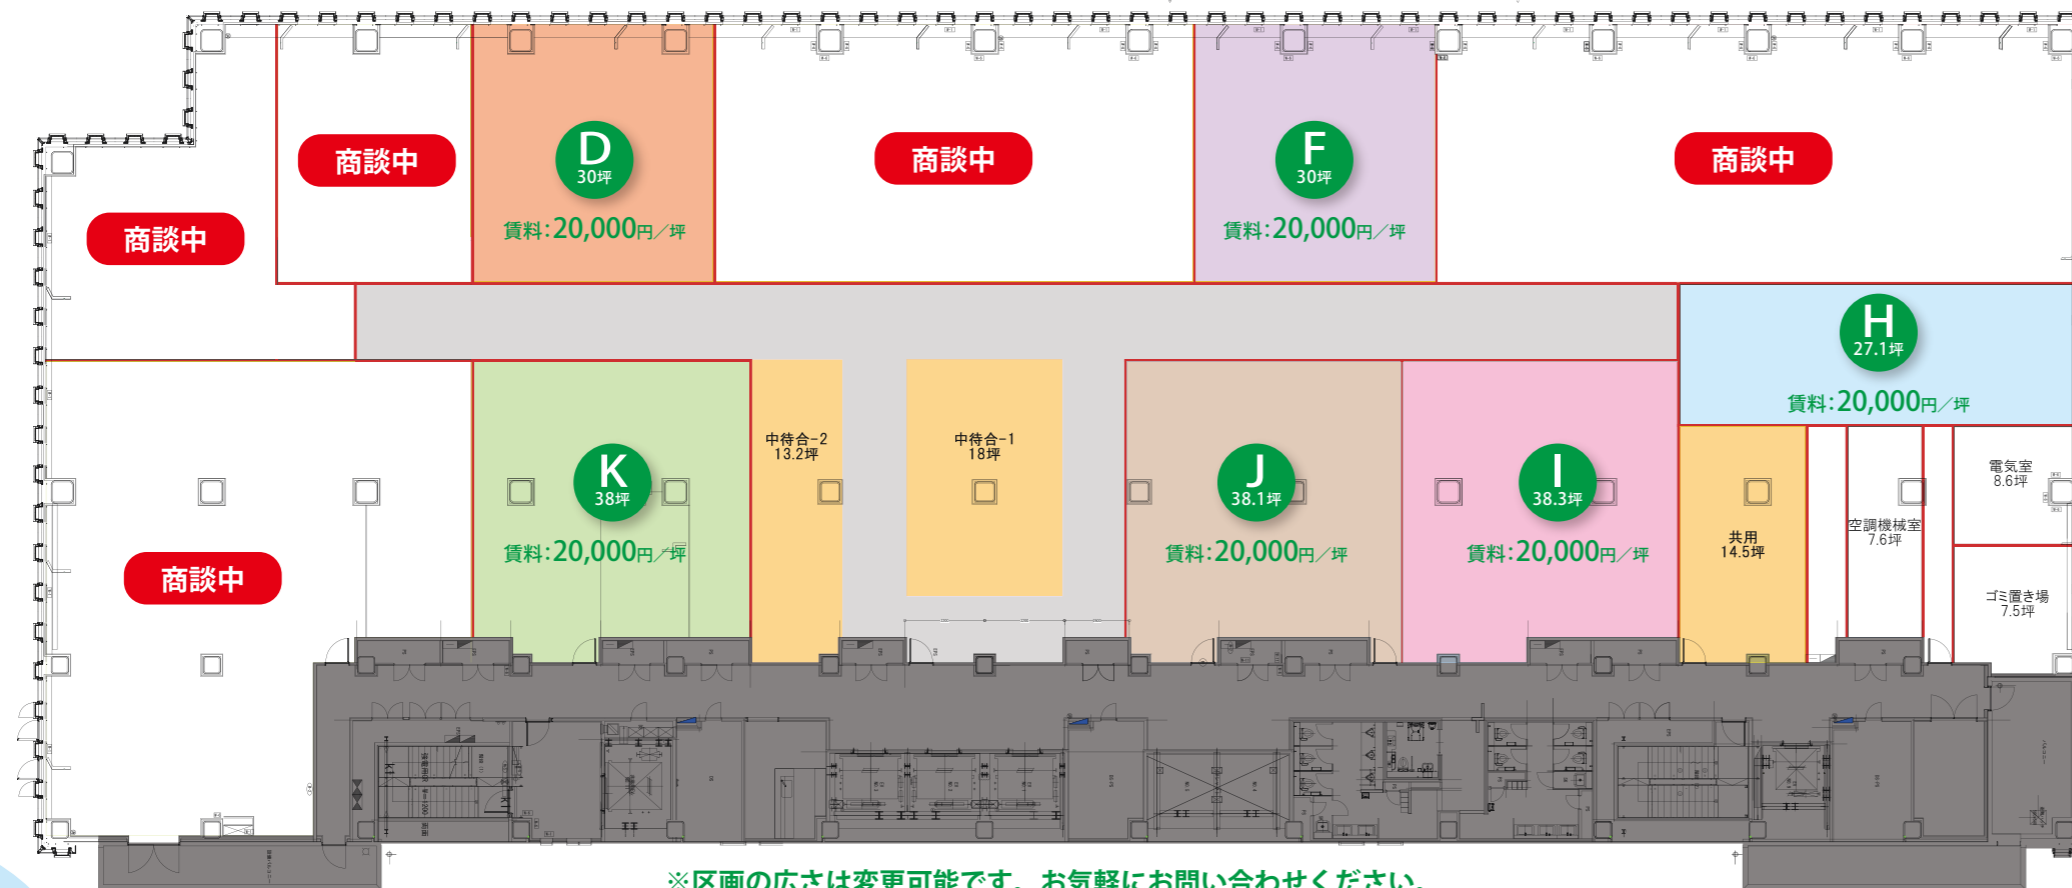 商談中
D
30坪
賃料:20,000円／坪
商談中
F
30坪
賃料:20,000円／坪
商談中
商談中
H
27.1坪
賃料:20,000円／坪
K
38坪
賃料:20,000円／坪
中待合-2
13.2坪
中待合-1
18坪
J
38.1坪
賃料:20,000円／坪
I
38.3坪
賃料:20,000円／坪
共用
14.5坪
空調機械室
7.6坪
電気室
8.6坪
ゴミ置き場
7.5坪
商談中
※区画の広さは変更可能です。お気軽にお問い合わせください。